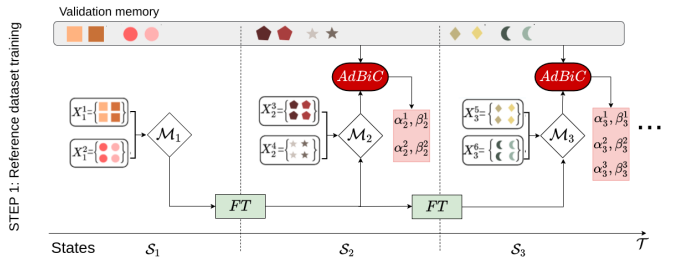 Validation memory
STEP 1: Reference dataset training
AdBiC
AdBiC
X_1^1={ }
X_1^2={ }
M_1
X_2^3={ }
X_2^4={ }
M_2
α_2^1, β_2^1
α_2^2, β_2^2
X_3^5={ }
X_3^6={ }
M_3
α_3^1, β_3^1
α_3^2, β_3^2
α_3^3, β_3^3
...
FT
FT
States
S_1
S_2
S_3
T